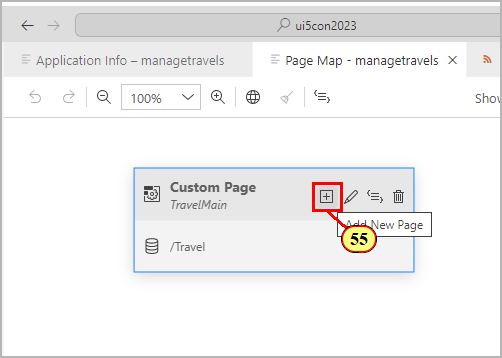 ui5con2023
Application Info – managetravels
Page Map - managetravels
100%
Show
Custom Page
TravelMain
Add New Page
55
/Travel